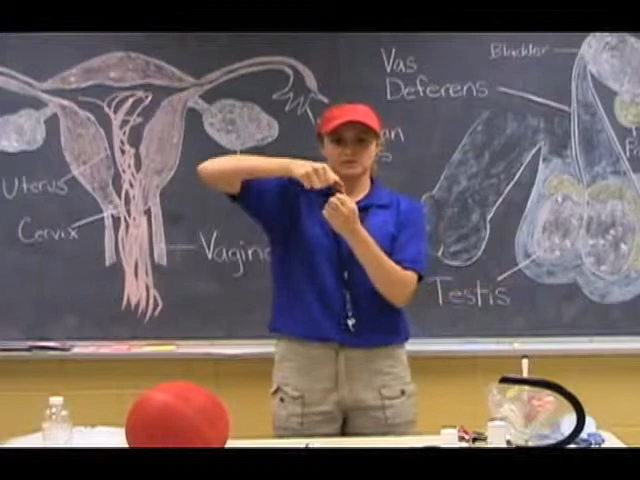 Vas
Deferens
Bladder
Uterus
Cervix
Vagina
Testis